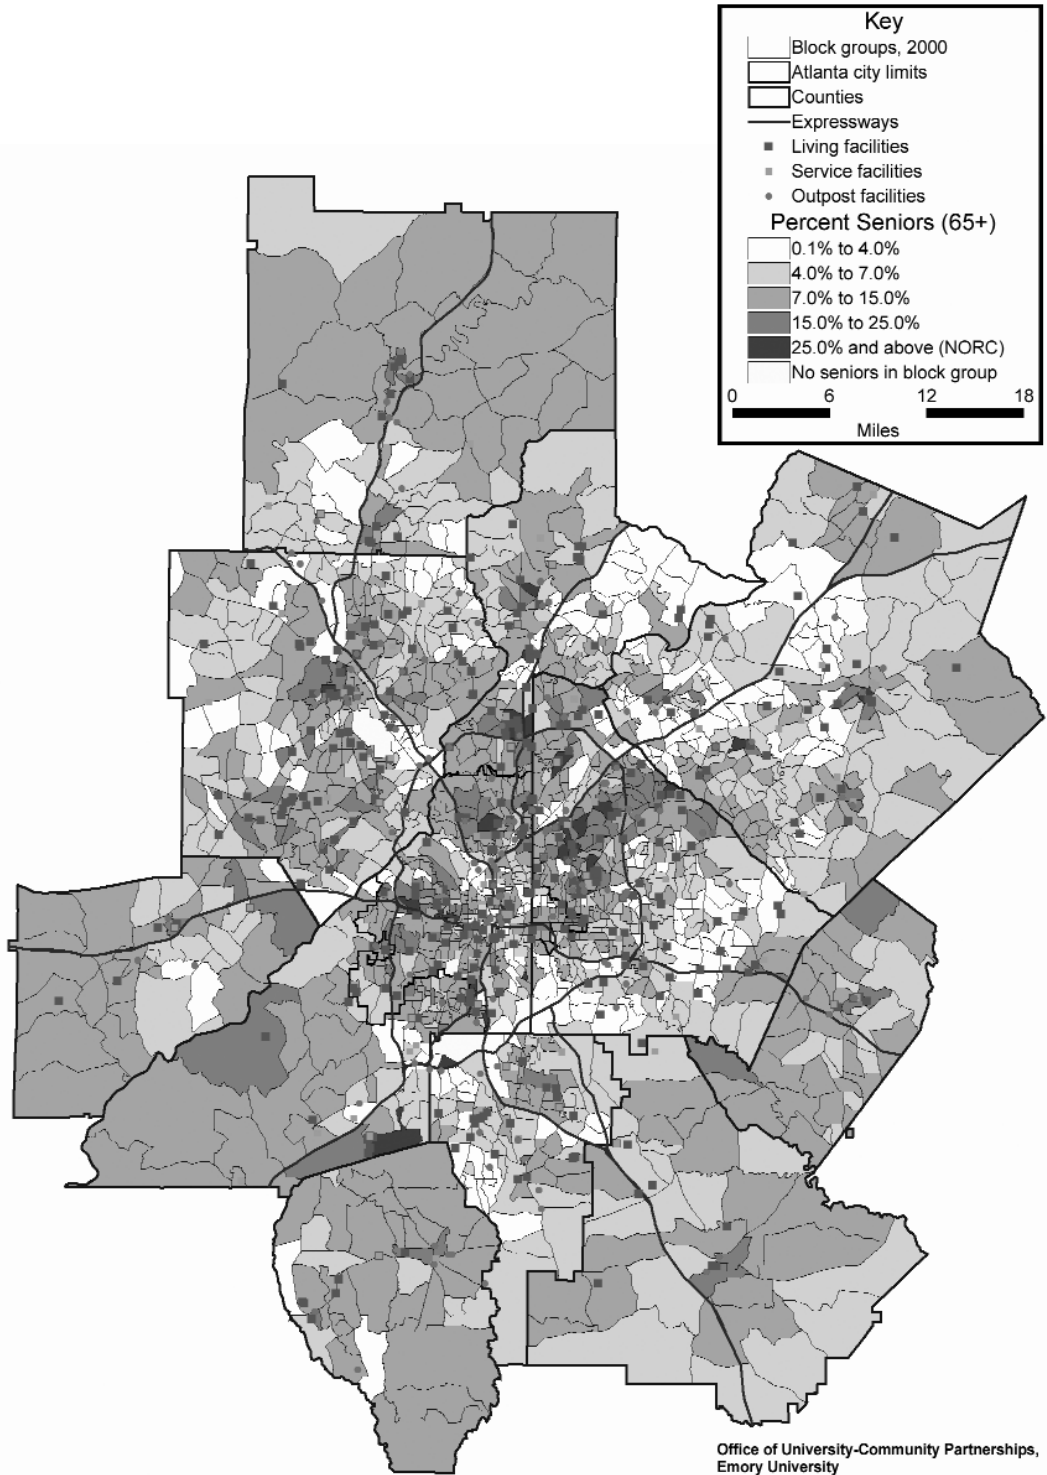 Key
Block groups, 2000
Atlanta city limits
Counties
Expressways
Living facilities
Service facilities
Outpost facilities
Percent Seniors (65+)
0.1% to 4.0%
4.0% to 7.0%
7.0% to 15.0%
15.0% to 25.0%
25.0% and above (NORC)
No seniors in block group
0 6 12 18
Miles
Office of University-Community Partnerships,
Emory University